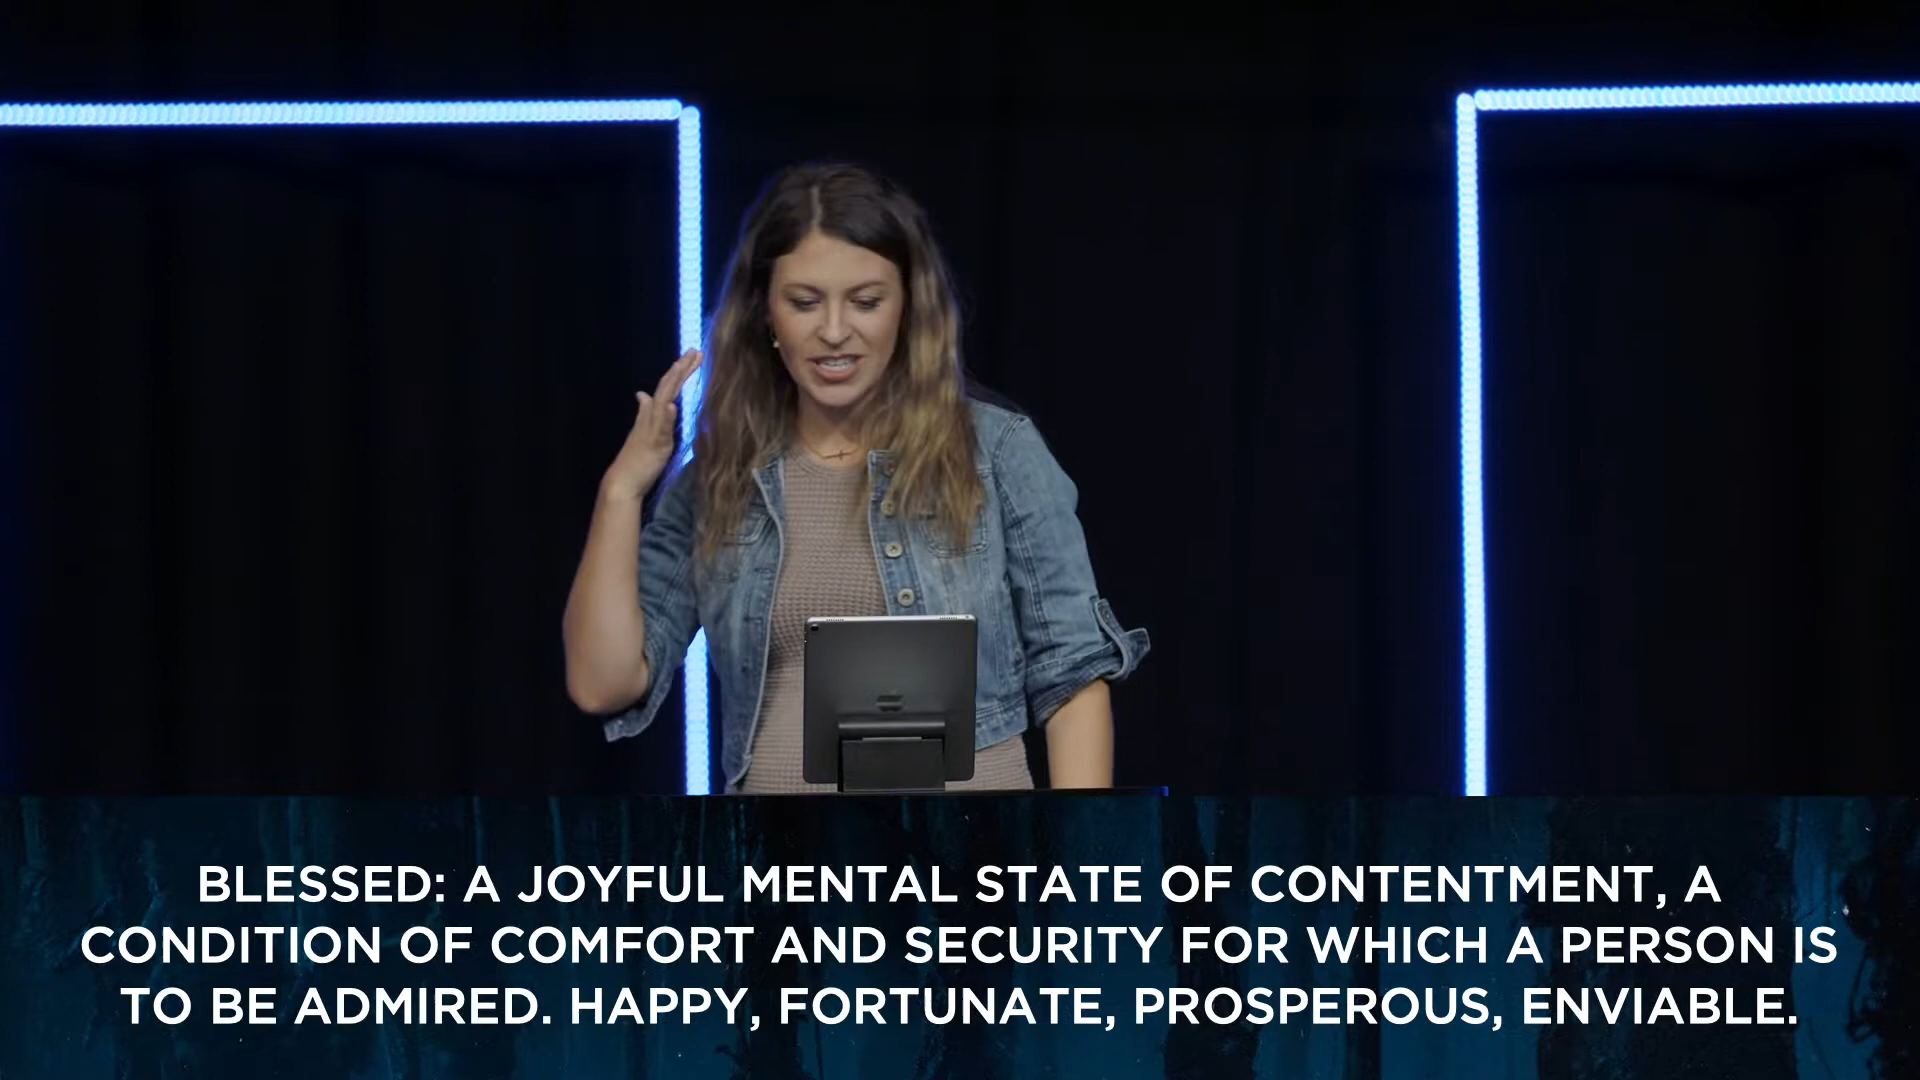 BLESSED: A JOYFUL MENTAL STATE OF CONTENTMENT, A
CONDITION OF COMFORT AND SECURITY FOR WHICH A PERSON IS
TO BE ADMIRED. HAPPY, FORTUNATE, PROSPEROUS, ENVIABLE.